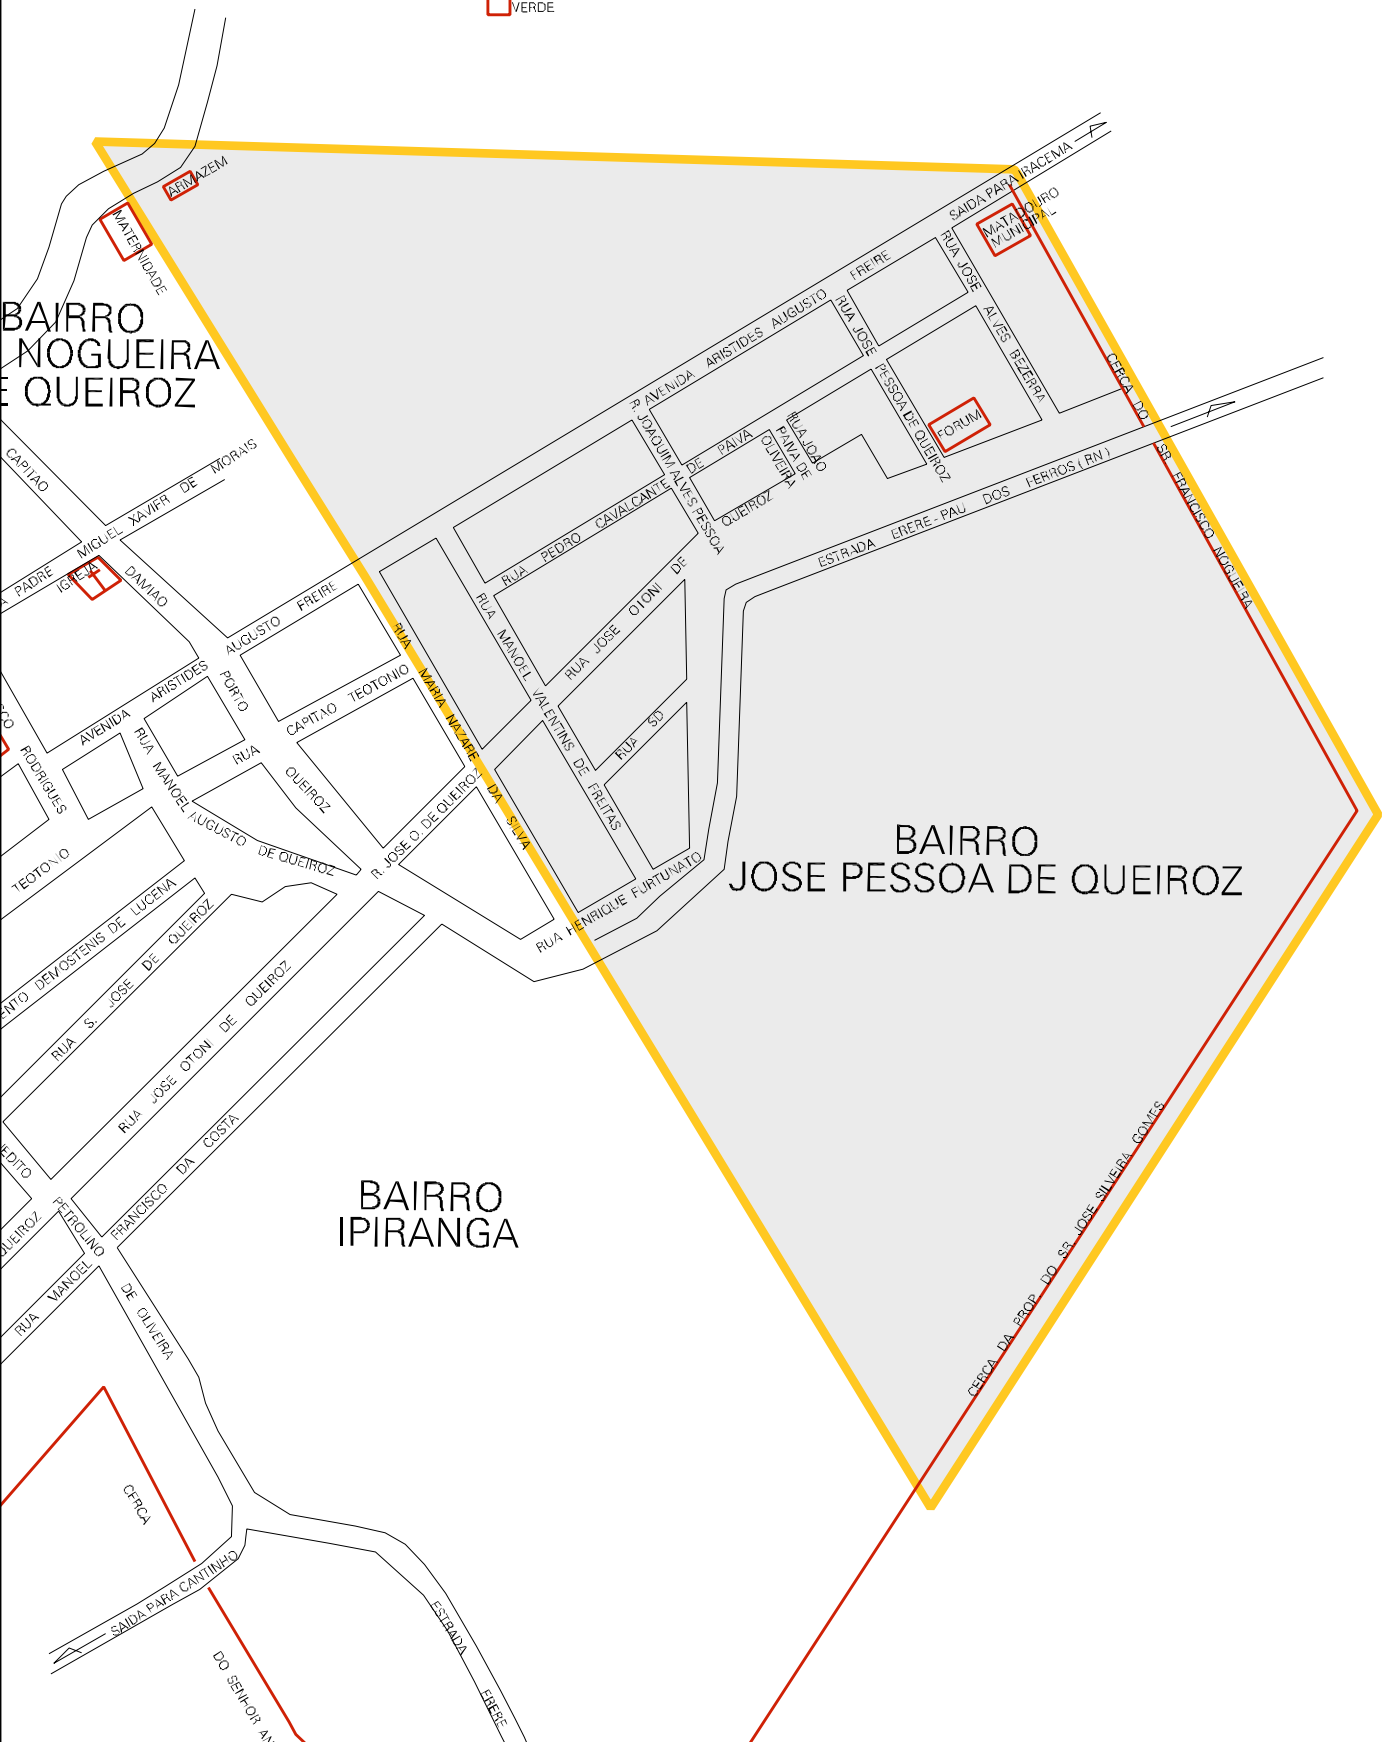 VERDE
ARMAZEM
MATERNIDADE
SAIDA PARA IRACEMA
MATADOURO
MUNICIPAL
BAIRRO
NOGUEIRA
E QUEIROZ
RUA JOSE ALVES BEZERRA
R. AVENIDA ARISTIDES AUGUSTO FREIRE
RUA JOSE PESSOA DE QUEIROZ
CERCA DO SR FRANCISCO NOGUEIRA
FORUM
R. JOAQUIM ALVES PESSOA
RUA PEDRO CAVALCANTE DE PAIVA
RUA JOAO
PAIVA DE
OLIVEIRA
QUEIROZ
ESTRADA ERERE - PAU DOS FERROS ( RN )
CAPITAO
PADRE MIGUEL XAVIER DE MORAIS
IGREJA
DAMIAO
PORTO
QUEIROZ
AVENIDA ARISTIDES AUGUSTO FREIRE
RUA CAPITAO TEOTONIO
RUA MANOEL VALENTINS DE FREITAS
RUA JOSE OTONI DE
RUA MARIA NAZARE DA SILVA
RUA SD
RODRIGUES
RUA MANOEL AUGUSTO DE QUEIROZ
R. JOSE O. DE QUEIROZ
RUA HENRIQUE FURTUNATO
BAIRRO
JOSE PESSOA DE QUEIROZ
TEOTONIO
ENTO DEMOSTENIS DE LUCENA
RUA S. JOSE DE QUEIROZ
RUA JOSE OTONI DE QUEIROZ
EDITO
PETROLINO DE OLIVEIRA
QUEIROZ
RUA MANOEL FRANCISCO DA COSTA
BAIRRO
IPIRANGA
CERCA DA PROP. DO SR. JOSE SILVEIRA GOMES
CERCA
SAIDA PARA CANTINHO
DO SENHOR
ESTRADA ERERE